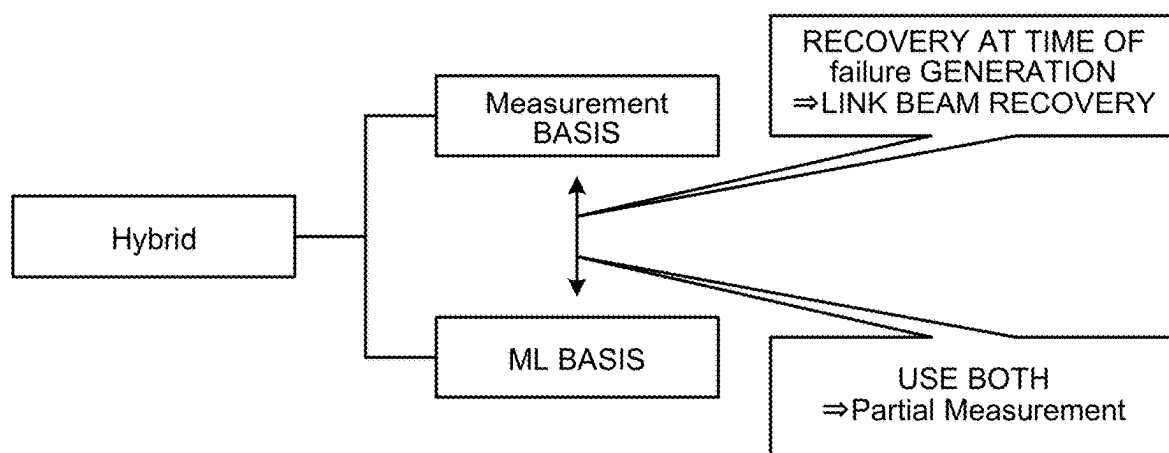 RECOVERY AT TIME OF
failure GENERATION
⇒LINK BEAM RECOVERY
Measurement
BASIS
Hybrid
ML BASIS
USE BOTH
⇒Partial Measurement